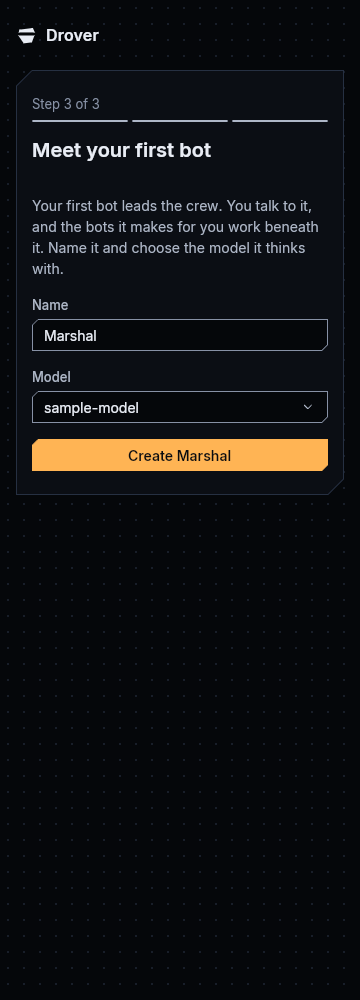 Drover
Step 3 of 3
Meet your first bot
Your first bot leads the crew. You talk to it,
and the bots it makes for you work beneath
it. Name it and choose the model it thinks
with.
Name
Marshal
Model
sample-model
Create Marshal